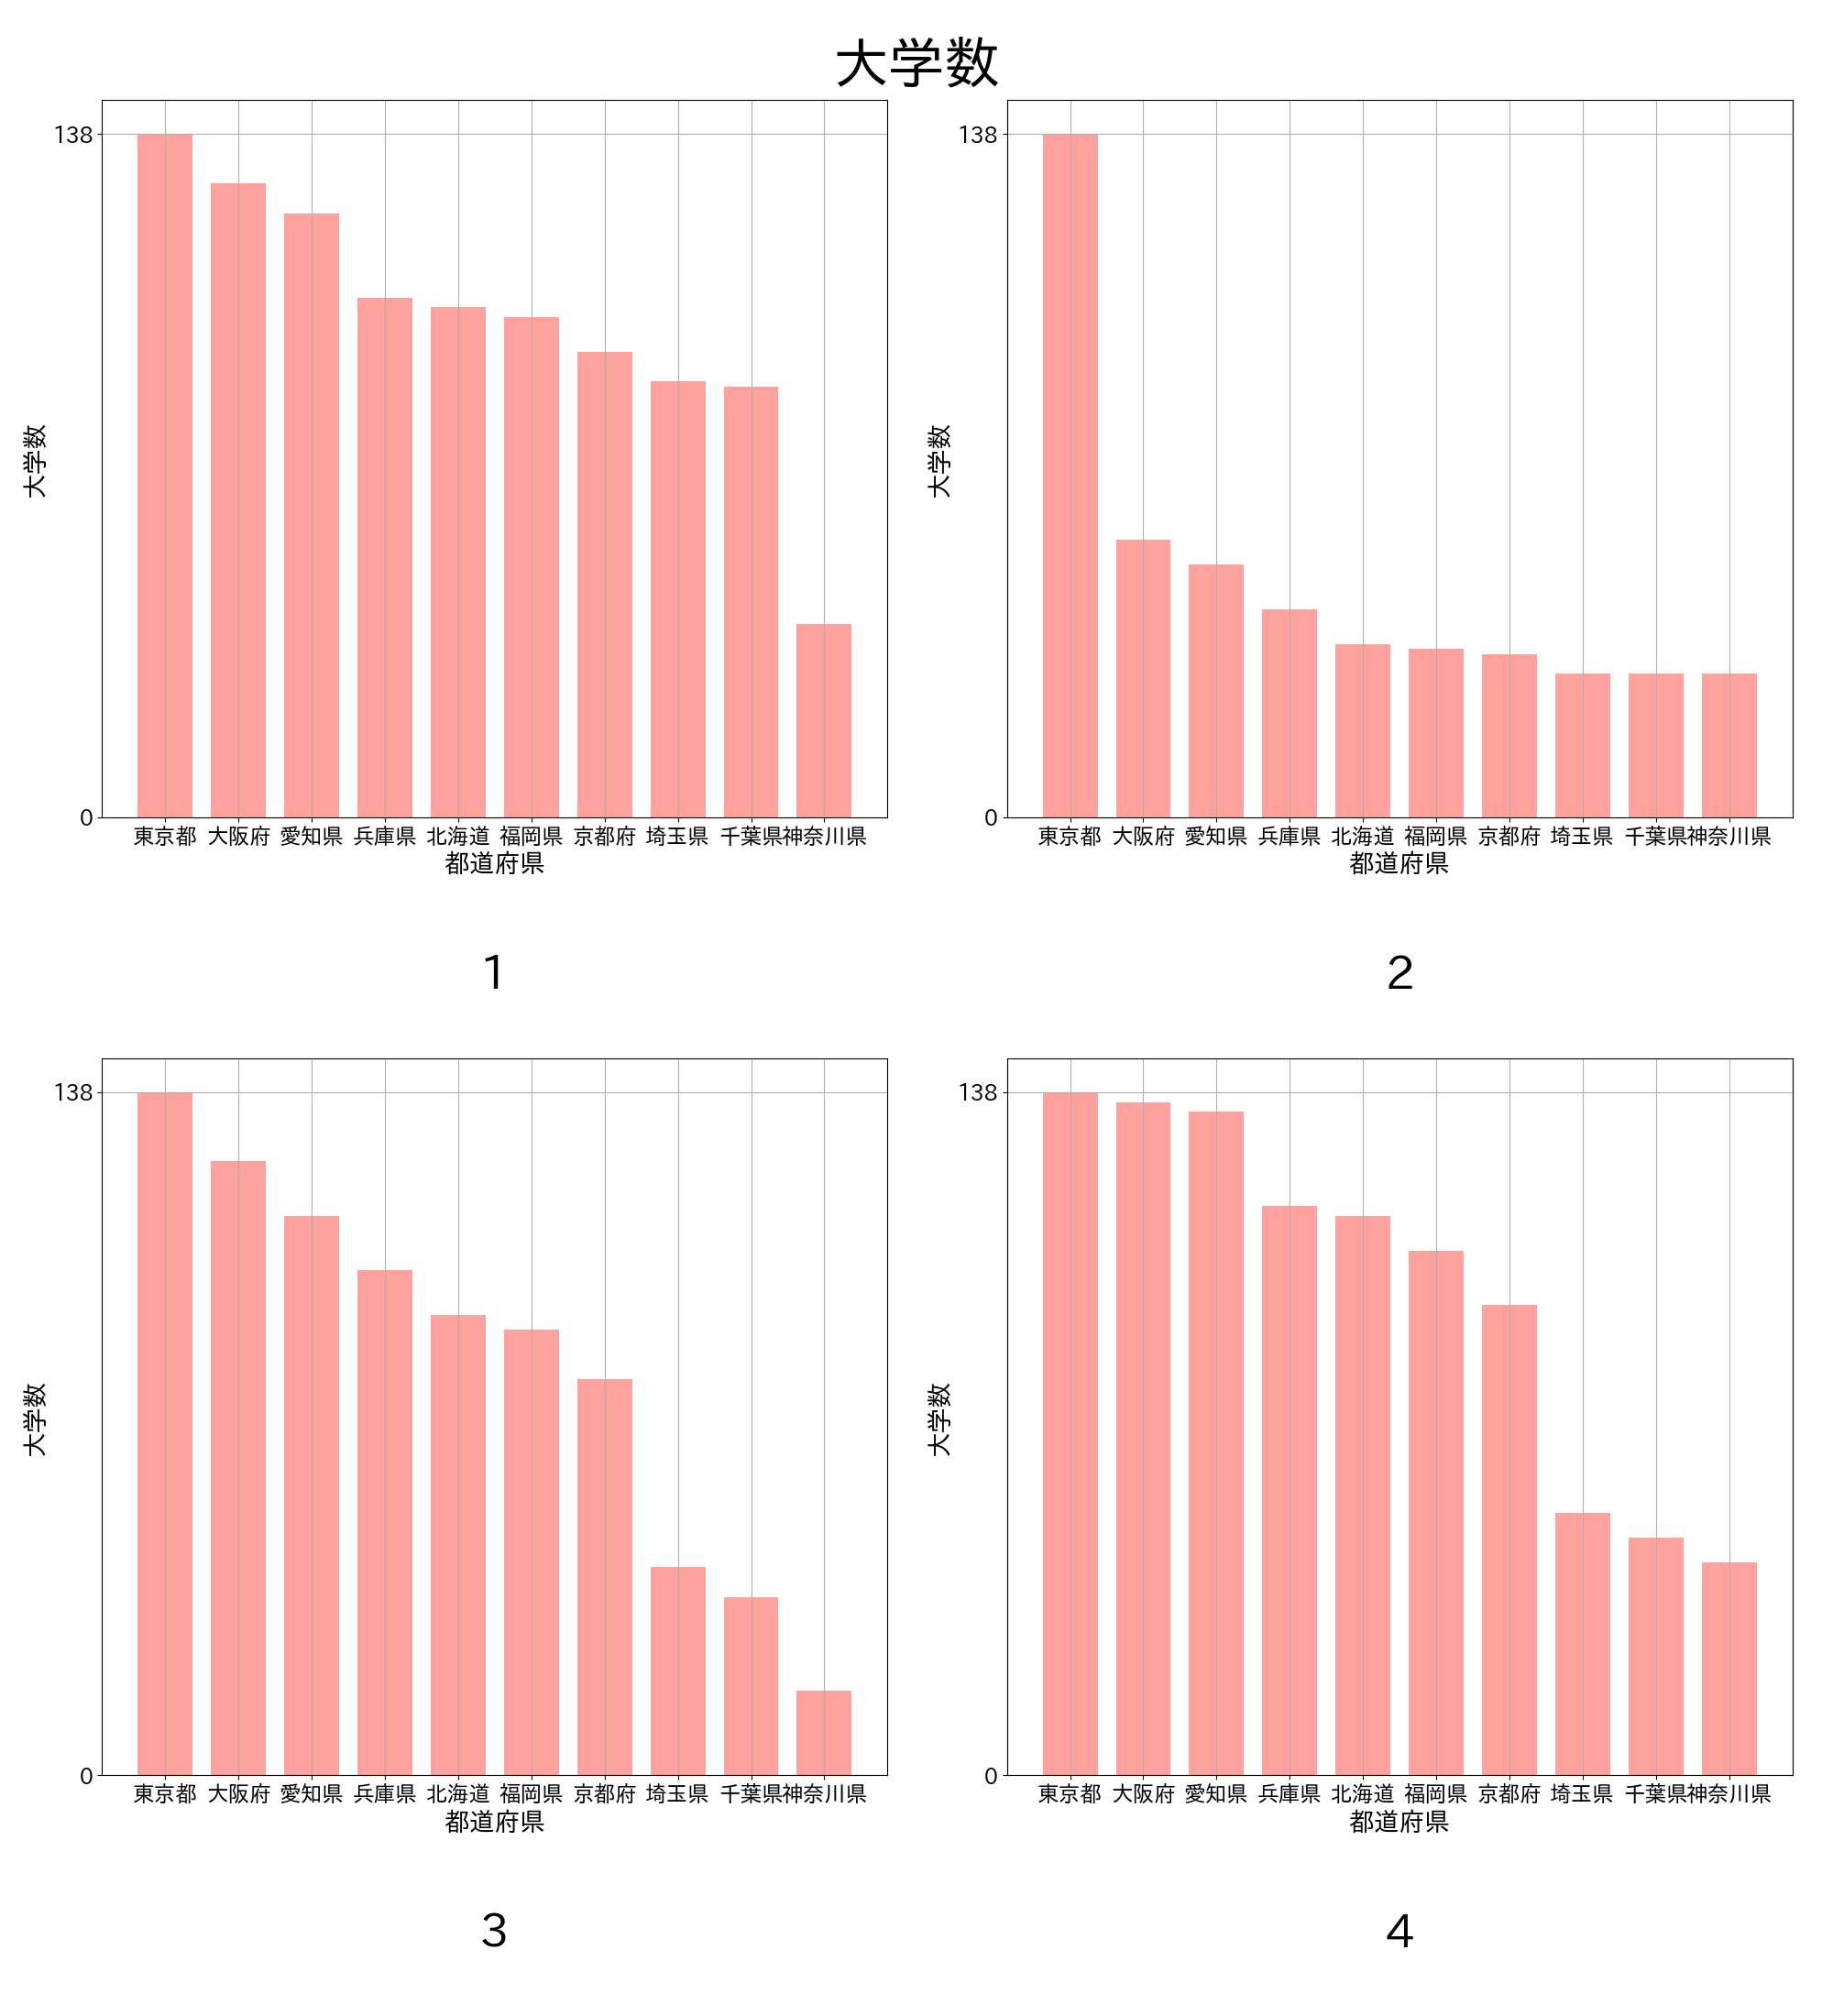 大学数
138
0
大学数
東京都 大阪府 愛知県 兵庫県 北海道 福岡県 京都府 埼玉県 千葉県 神奈川県
都道府県
1
138
0
大学数
東京都 大阪府 愛知県 兵庫県 北海道 福岡県 京都府 埼玉県 千葉県 神奈川県
都道府県
2
138
0
大学数
東京都 大阪府 愛知県 兵庫県 北海道 福岡県 京都府 埼玉県 千葉県 神奈川県
都道府県
3
138
0
大学数
東京都 大阪府 愛知県 兵庫県 北海道 福岡県 京都府 埼玉県 千葉県 神奈川県
都道府県
4